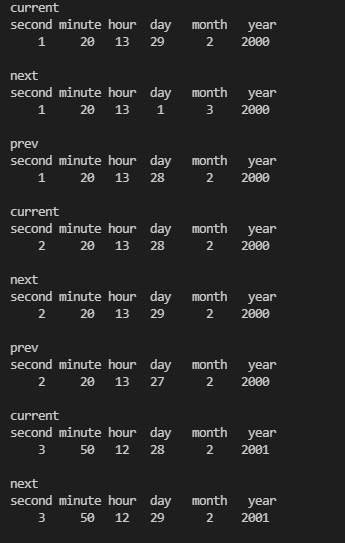 current
second minute hour day month year
1 20 13 29 2 2000
next
second minute hour day month year
1 20 13 1 3 2000
prev
second minute hour day month year
1 20 13 28 2 2000
current
second minute hour day month year
2 20 13 28 2 2000
next
second minute hour day month year
2 20 13 29 2 2000
prev
second minute hour day month year
2 20 13 27 2 2000
current
second minute hour day month year
3 50 12 28 2 2001
next
second minute hour day month year
3 50 12 29 2 2001